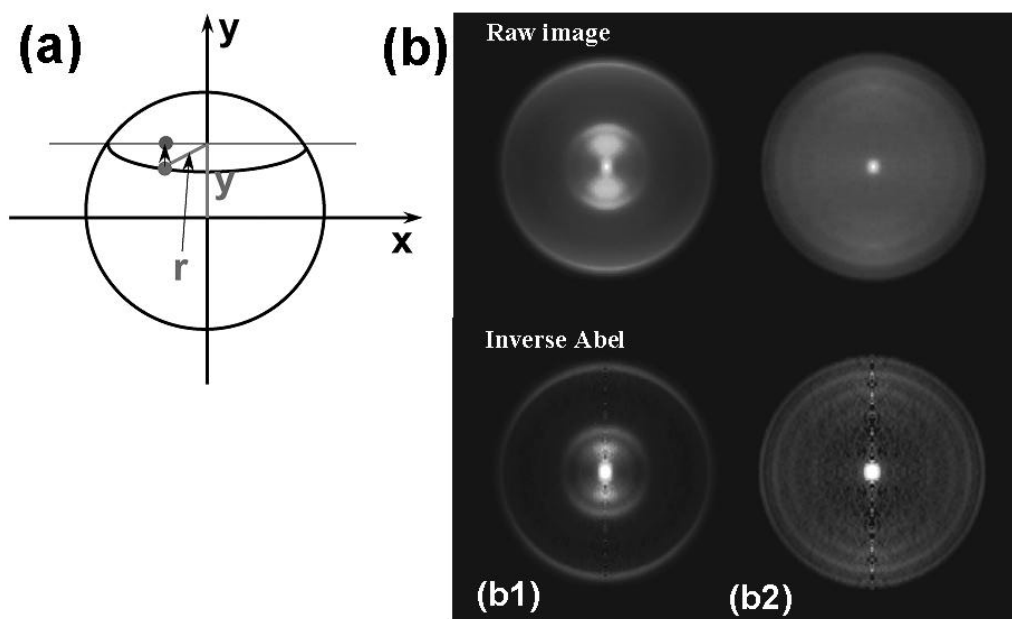 (a)
y
x
y
r
(b)
Raw image
Inverse Abel
(b1)
(b2)